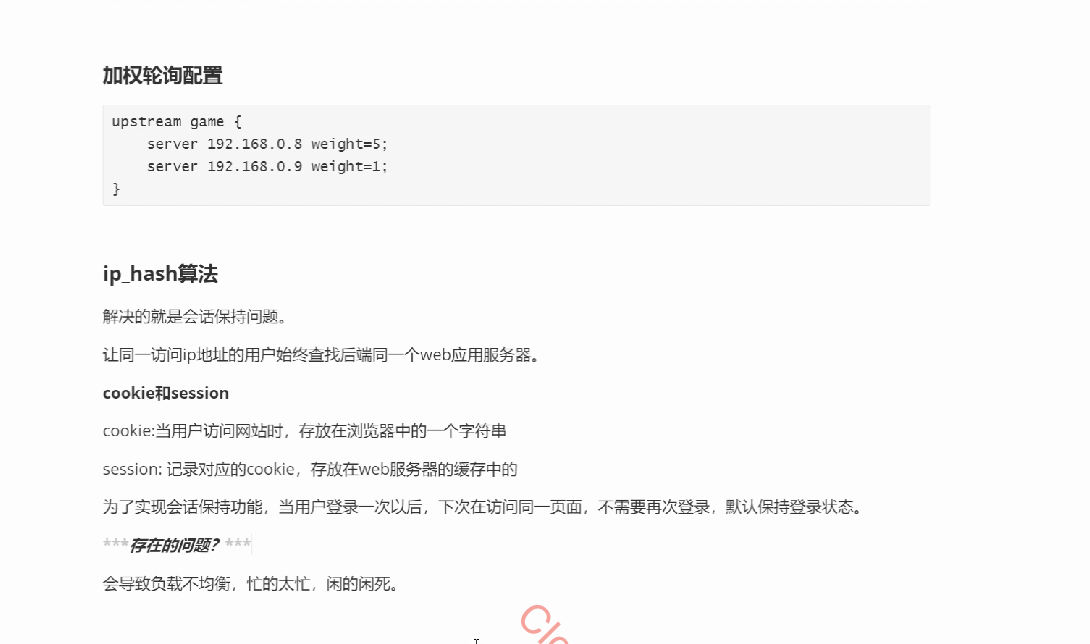 加权轮询配置
upstream game {
    server 192.168.0.8 weight=5;
    server 192.168.0.9 weight=1;
}
ip_hash算法
解决的就是会话保持问题。
让同一访问ip地址的用户始终查找后端同一个web应用服务器。
cookie和session
cookie:当用户访问网站时，存放在浏览器中的一个字符串
session: 记录对应的cookie，存放在web服务器的缓存中的
为了实现会话保持功能，当用户登录一次以后，下次在访问同一页面，不需要再次登录，默认保持登录状态。
***存在的问题？***
会导致负载不均衡，忙的太忙，闲的闲死。